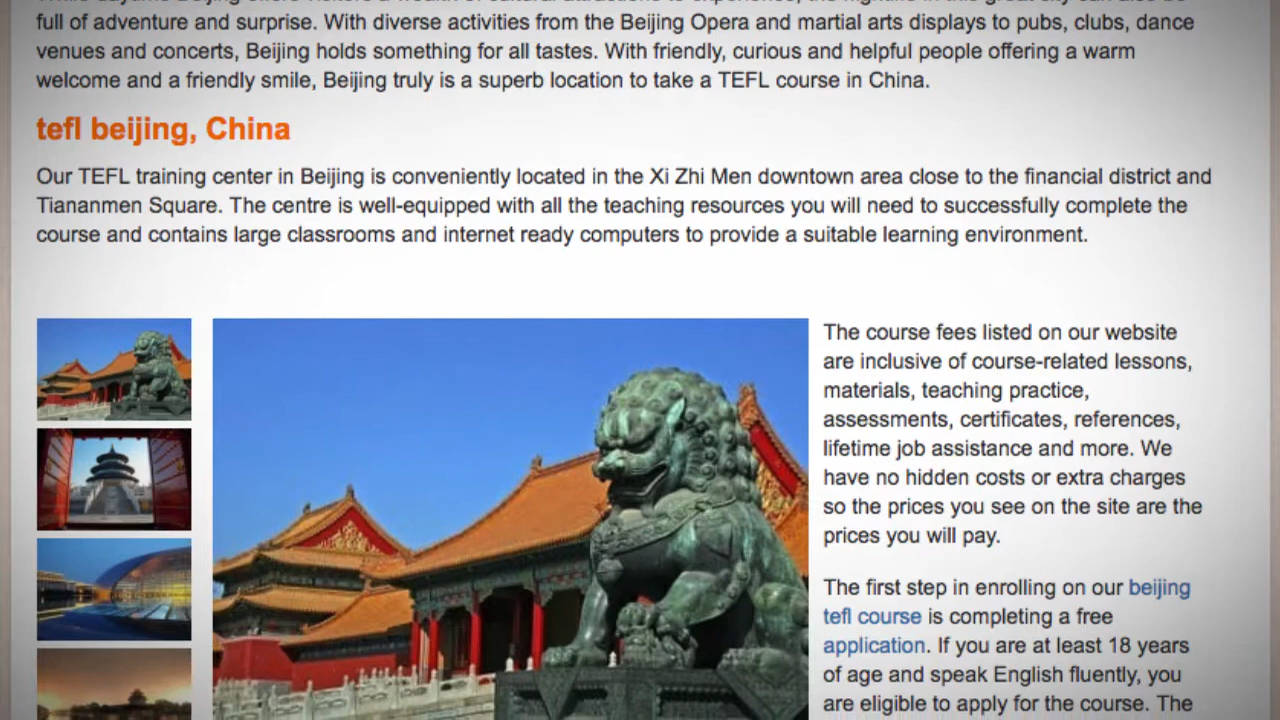 full of adventure and surprise. With diverse activities from the Beijing Opera and martial arts displays to pubs, clubs, dance
venues and concerts, Beijing holds something for all tastes. With friendly, curious and helpful people offering a warm
welcome and a friendly smile, Beijing truly is a superb location to take a TEFL course in China.
tefl beijing, China
Our TEFL training center in Beijing is conveniently located in the Xi Zhi Men downtown area close to the financial district and
Tiananmen Square. The centre is well-equipped with all the teaching resources you will need to successfully complete the
course and contains large classrooms and internet ready computers to provide a suitable learning environment.
The course fees listed on our website
are inclusive of course-related lessons,
materials, teaching practice,
assessments, certificates, references,
lifetime job assistance and more. We
have no hidden costs or extra charges
so the prices you see on the site are the
prices you will pay.
The first step in enrolling on our beijing
tefl course is completing a free
application. If you are at least 18 years
of age and speak English fluently, you
are eligible to apply for the course. The